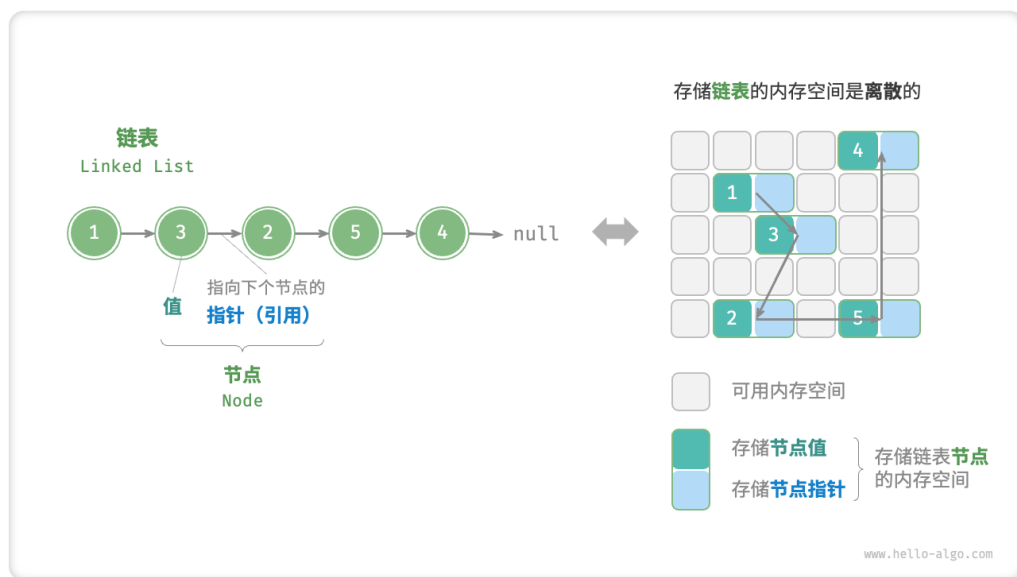 存储链表的内存空间是离散的
链表
Linked List
1 3 2 5 4 null
值
指向下个节点的
指针（引用）
节点
Node
4
1
3
2 5
可用内存空间
存储节点值
存储节点指针
存储链表节点
的内存空间
www.hello-algo.com